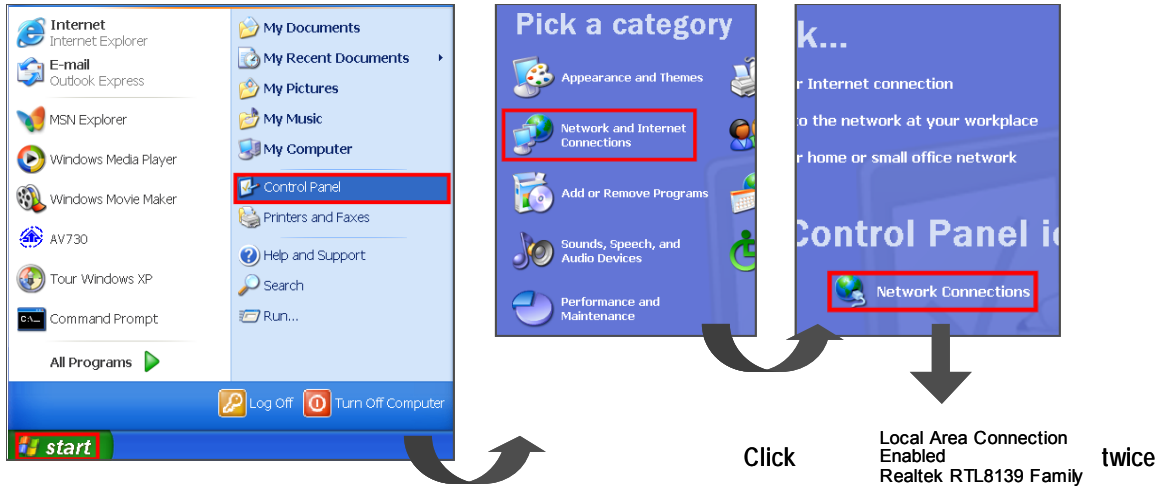 Internet
Internet Explorer
E-mail
Outlook Express
MSN Explorer
Windows Media Player
Windows Movie Maker
AV730
Tour Windows XP
C:\_
Command Prompt
All Programs
My Documents
My Recent Documents
My Pictures
My Music
My Computer
Control Panel
Printers and Faxes
Help and Support
Search
Run...
Log Off
Turn Off Computer
start
Pick a category
Appearance and Themes
Network and Internet
Connections
Add or Remove Programs
Sounds, Speech, and
Audio Devices
Performance and
Maintenance
k...
r Internet connection
to the network at your workplace
r home or small office network
Control Panel ic
Network Connections
Click
Local Area Connection
Enabled
Realtek RTL8139 Family
twice